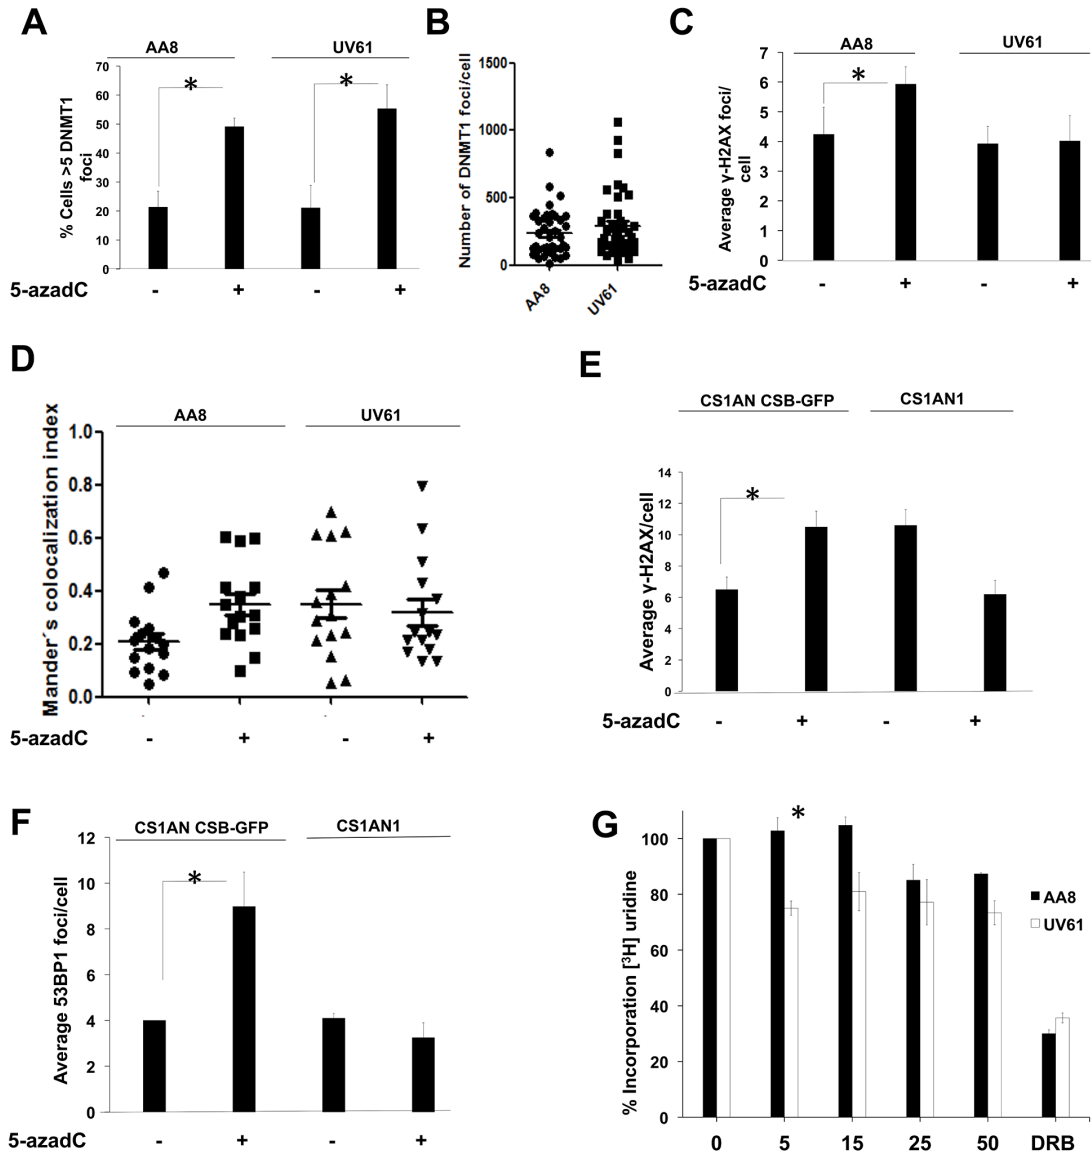 A
AA8
UV61
% Cells >5 DNMT1
foci
70
60
50
40
30
20
10
0
*
*
5-azadC - + - +
B
Number of DNMT1 foci/cell
1500
1000
500
0
AA8
UV61
C
AA8
UV61
Average γ-H2AX foci/
cell
7
6
5
4
4
2
1
0
*
5-azadC - + - +
D
AA8
UV61
Mander´s colocalization index
1.0
0.8
0.6
0.4
0.2
0.0
5-azadC - + - +
E
CS1AN CSB-GFP
CS1AN1
Average γ-H2AX/cell
14
12
10
8
6
4
2
0
*
5-azadC - + - +
F
CS1AN CSB-GFP
CS1AN1
Average 53BP1 foci/cell
12
10
8
6
4
2
0
*
5-azadC - + - +
G
% Incorporation [³H] uridine
100
80
60
40
20
0
*
AA8
UV61
0 5 15 25 50 DRB